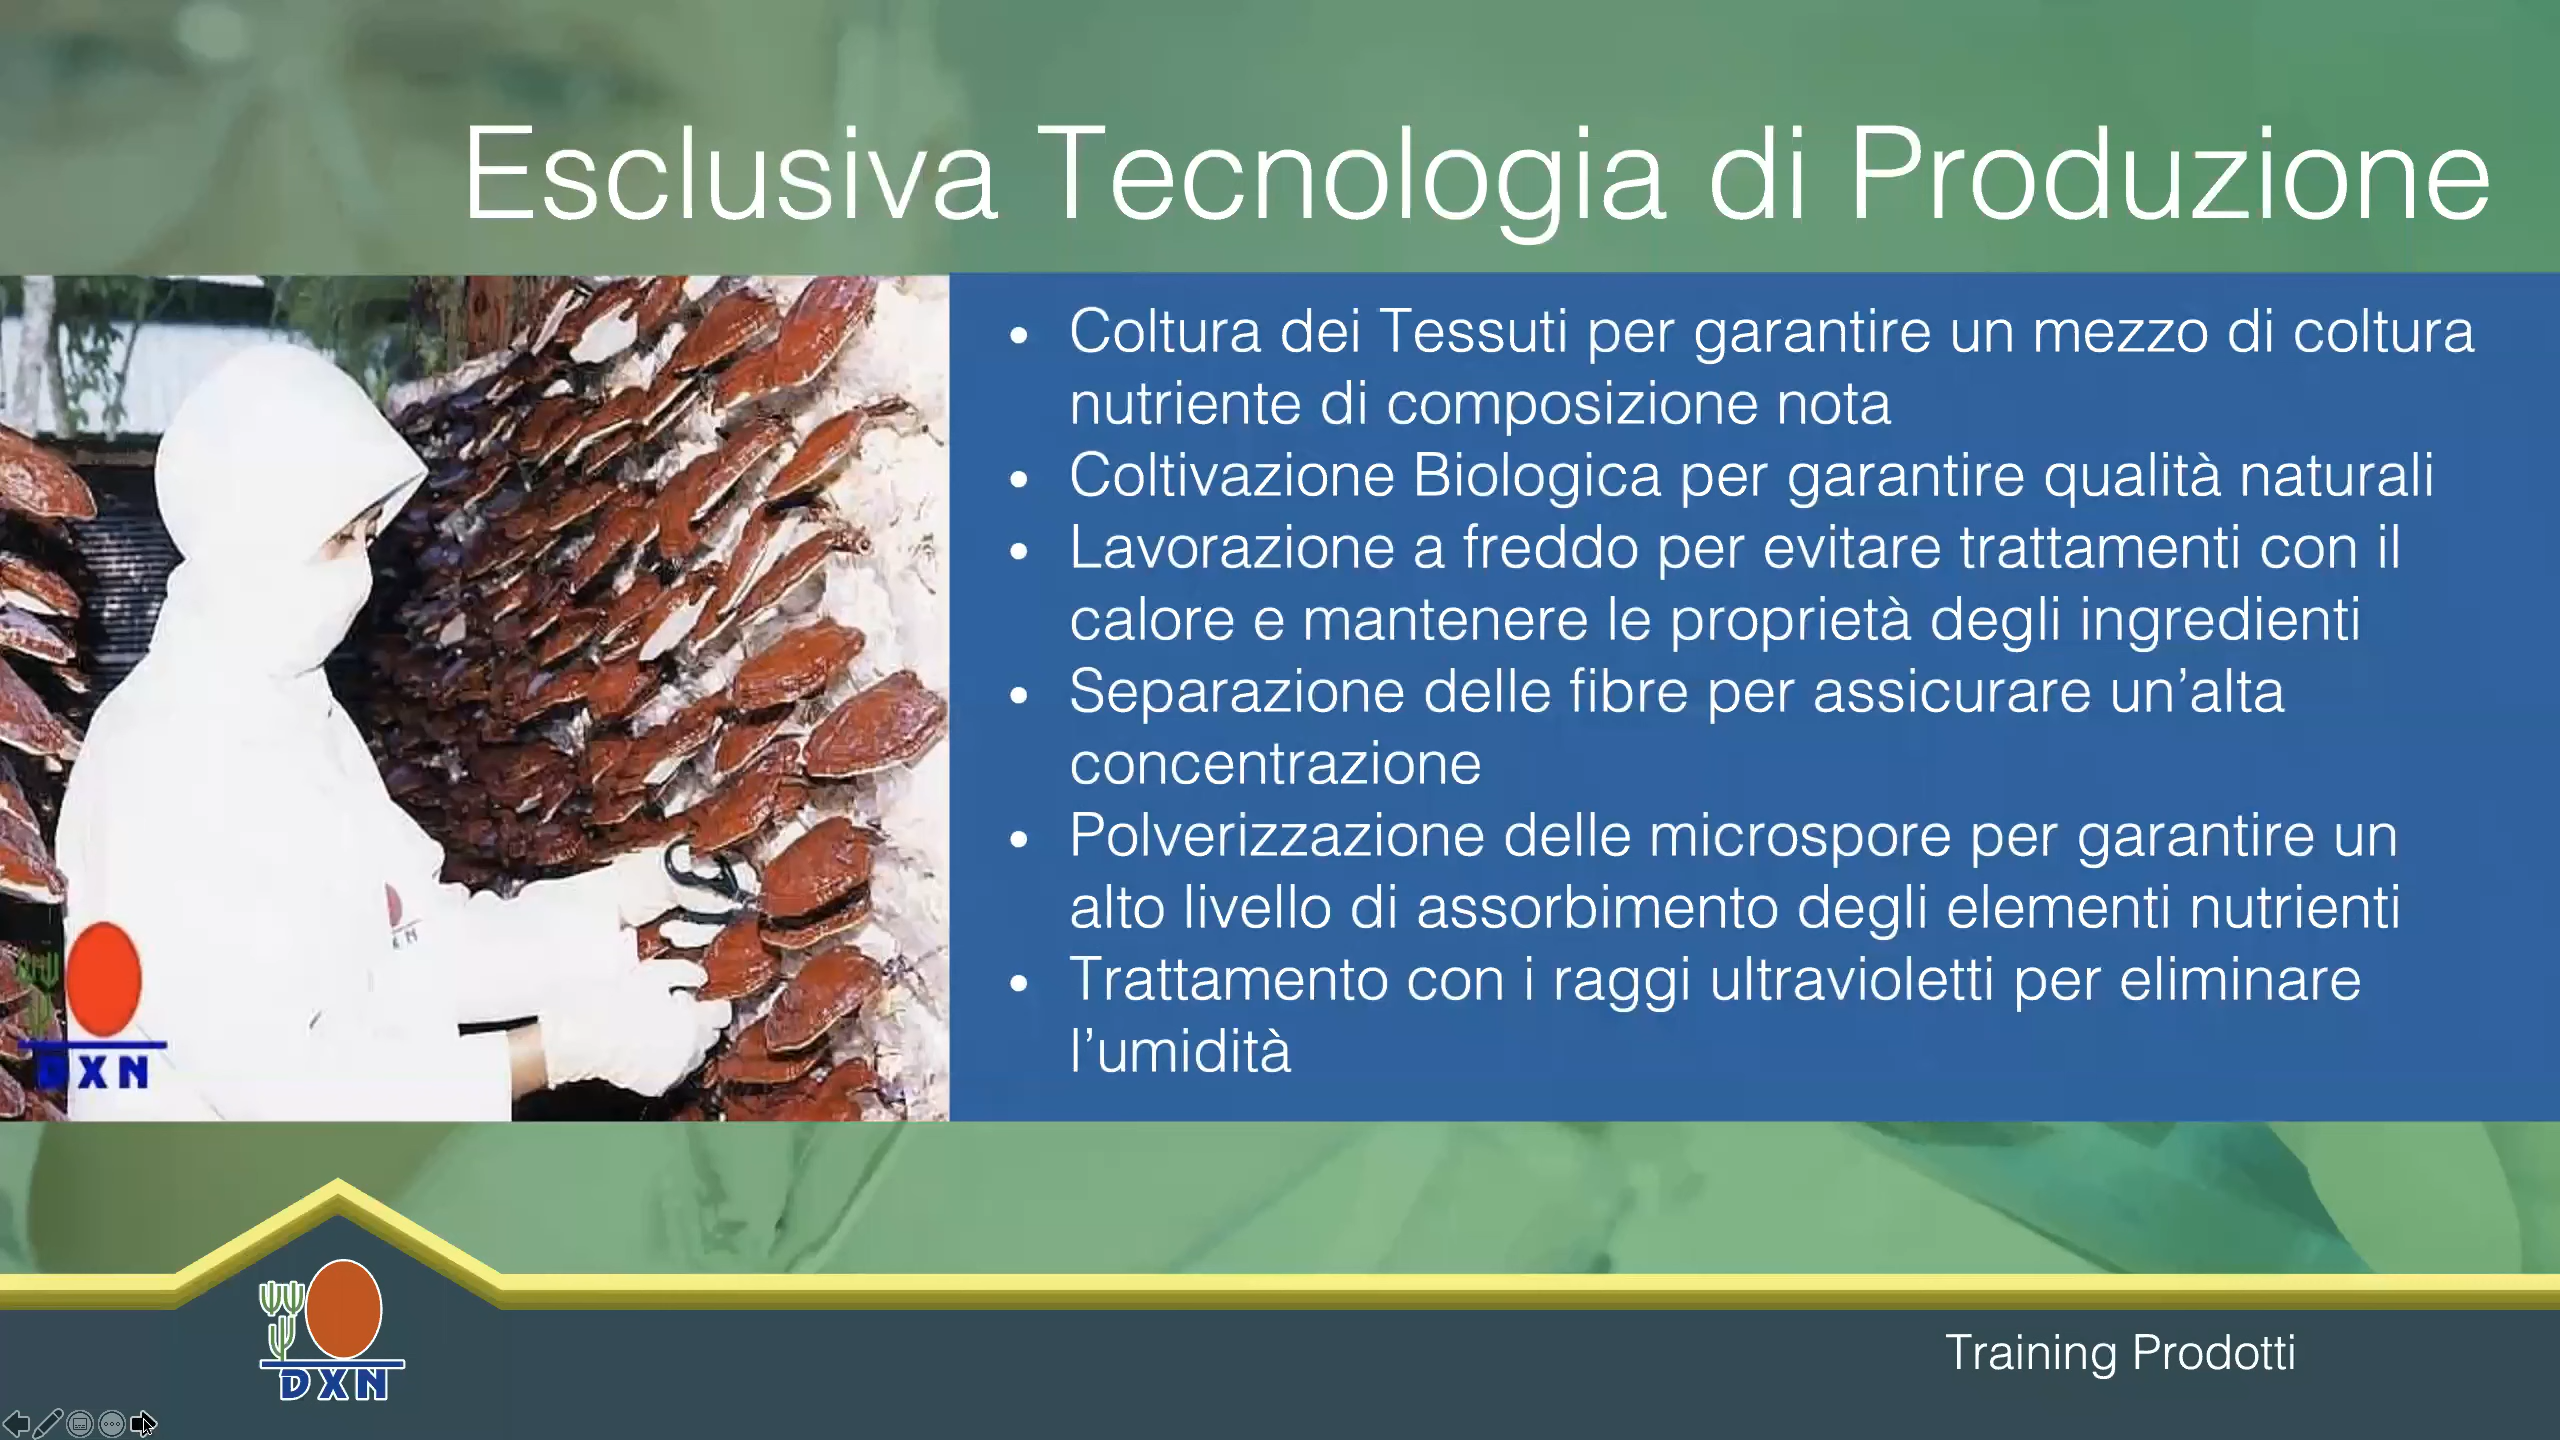 Esclusiva Tecnologia di Produzione
• Coltura dei Tessuti per garantire un mezzo di coltura
nutriente di composizione nota
• Coltivazione Biologica per garantire qualità naturali
• Lavorazione a freddo per evitare trattamenti con il
calore e mantenere le proprietà degli ingredienti
• Separazione delle fibre per assicurare un’alta
concentrazione
• Polverizzazione delle microspore per garantire un
alto livello di assorbimento degli elementi nutrienti
• Trattamento con i raggi ultravioletti per eliminare
l’umidità
DXN
DXN
Training Prodotti